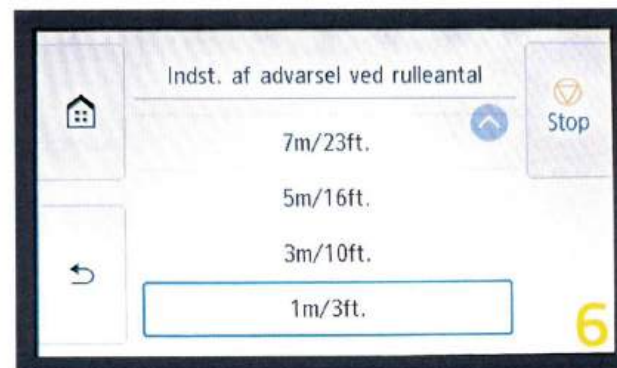 Indst. af advarsel ved rulleantal
Stop
7m/23ft.
5m/16ft.
3m/10ft.
1m/3ft.
6